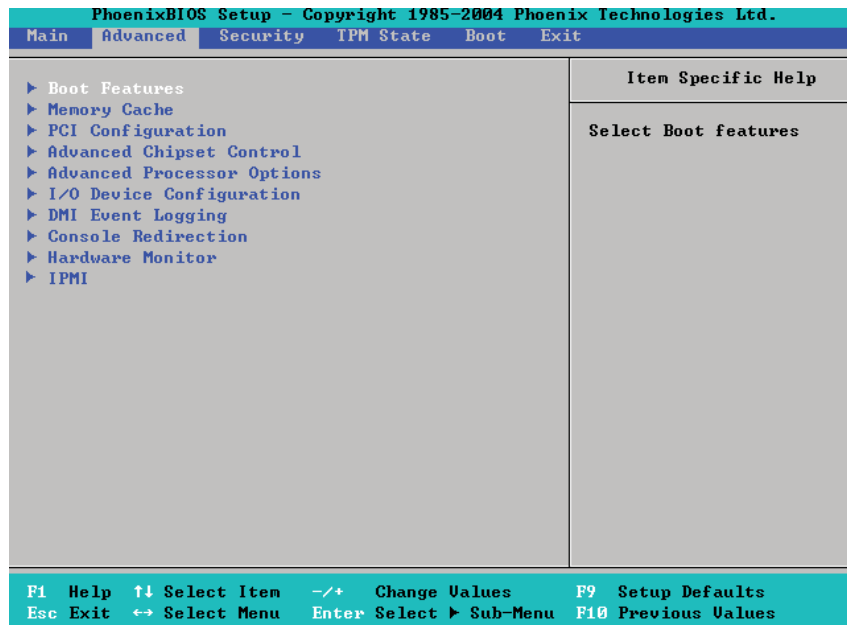 PhoenixBIOS Setup - Copyright 1985-2004 Phoenix Technologies Ltd.
Main Advanced Security TPM State Boot Exit
Item Specific Help
Select Boot features
▶ Boot Features
▶ Memory Cache
▶ PCI Configuration
▶ Advanced Chipset Control
▶ Advanced Processor Options
▶ I/O Device Configuration
▶ DMI Event Logging
▶ Console Redirection
▶ Hardware Monitor
▶ IPMI
F1 Help ↑↓ Select Item -/+ Change Values F9 Setup Defaults
Esc Exit ↔ Select Menu Enter Select ▶ Sub-Menu F10 Previous Values